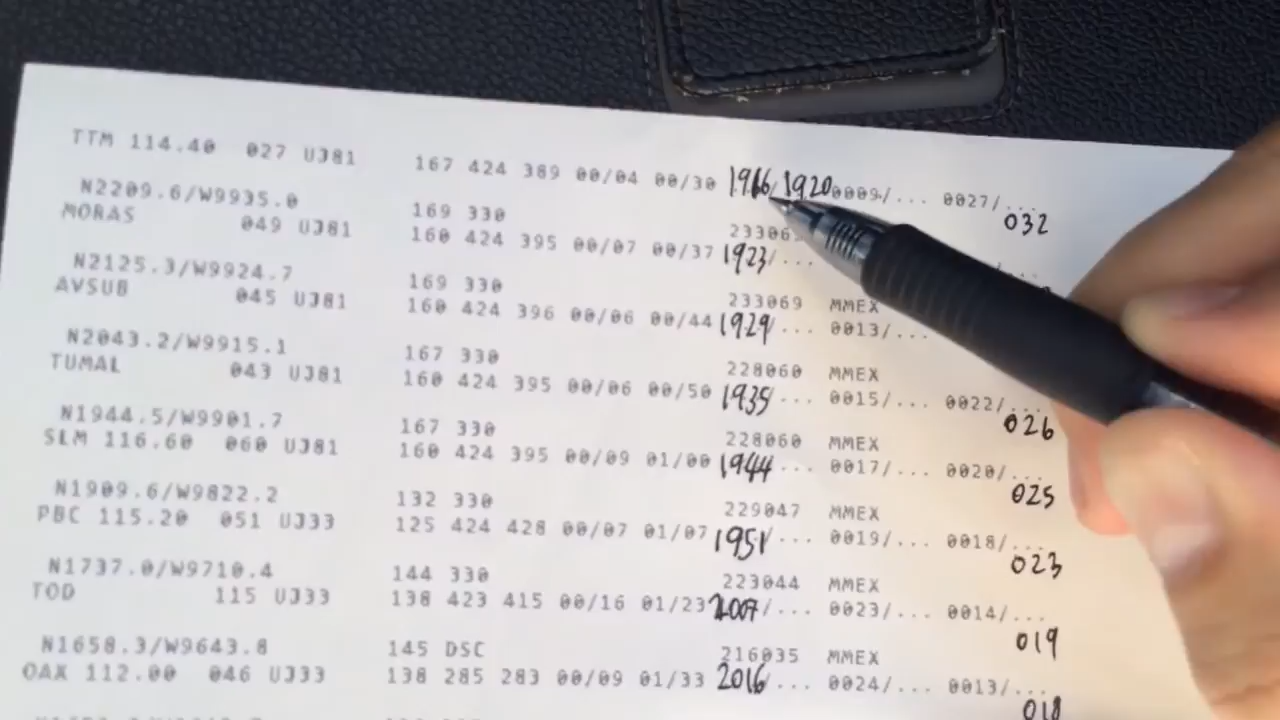 TTM 114.40 027 UJ81 167 424 389 00/04 00/30 1916/1920 0009/... 0027/...
N2209.6/W9935.0 169 330 23306 032
MORAS 049 UJ81 160 424 395 00/07 00/37 1923/...
N2125.3/W9924.7 169 330 233069 MMEX
AVSUB 045 UJ81 160 424 396 00/06 00/44 1929/... 0013/...
N2043.2/W9915.1 167 330 228060 MMEX
TUMAL 043 UJ81 160 424 395 00/06 00/50 1935/... 0015/... 0022/...
026
N1944.5/W9901.7 167 330 228060 MMEX
SLM 116.60 060 UJ81 160 424 395 00/09 01/00 1944... 0017/... 0020/...
025
N1909.6/W9822.2 132 330 229047 MMEX
PBC 115.20 051 UJ33 125 424 428 00/07 01/07 1951/... 0019/... 0018/...
023
N1737.0/W9710.4 144 330 223044 MMEX
TOD 115 UJ33 138 423 415 00/16 01/23 2007/... 0023/... 0014/...
019
N1658.3/W9643.8 145 DSC 216035 MMEX
OAX 112.00 046 UJ33 138 285 283 00/09 01/33 2016/... 0024/... 0013/...
018